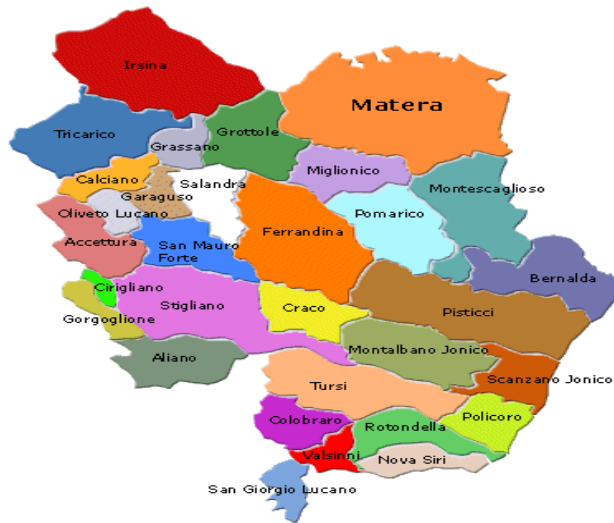 Irsina
Matera
Tricarico
Grottole
Grassano
Miglionico
Calciano
Salandra
Montescaglioso
Garaguso
Oliveto Lucano
Pomarico
Ferrandina
Accettura
San Mauro
Forte
Bernalda
Cirigliano
Stigliano
Craco
Pisticci
Gorgoglione
Montalbano Jonico
Aliano
Scanzano Jonico
Tursi
Policoro
Colobraro
Rotondella
Valsinni
Nova Siri
San Giorgio Lucano